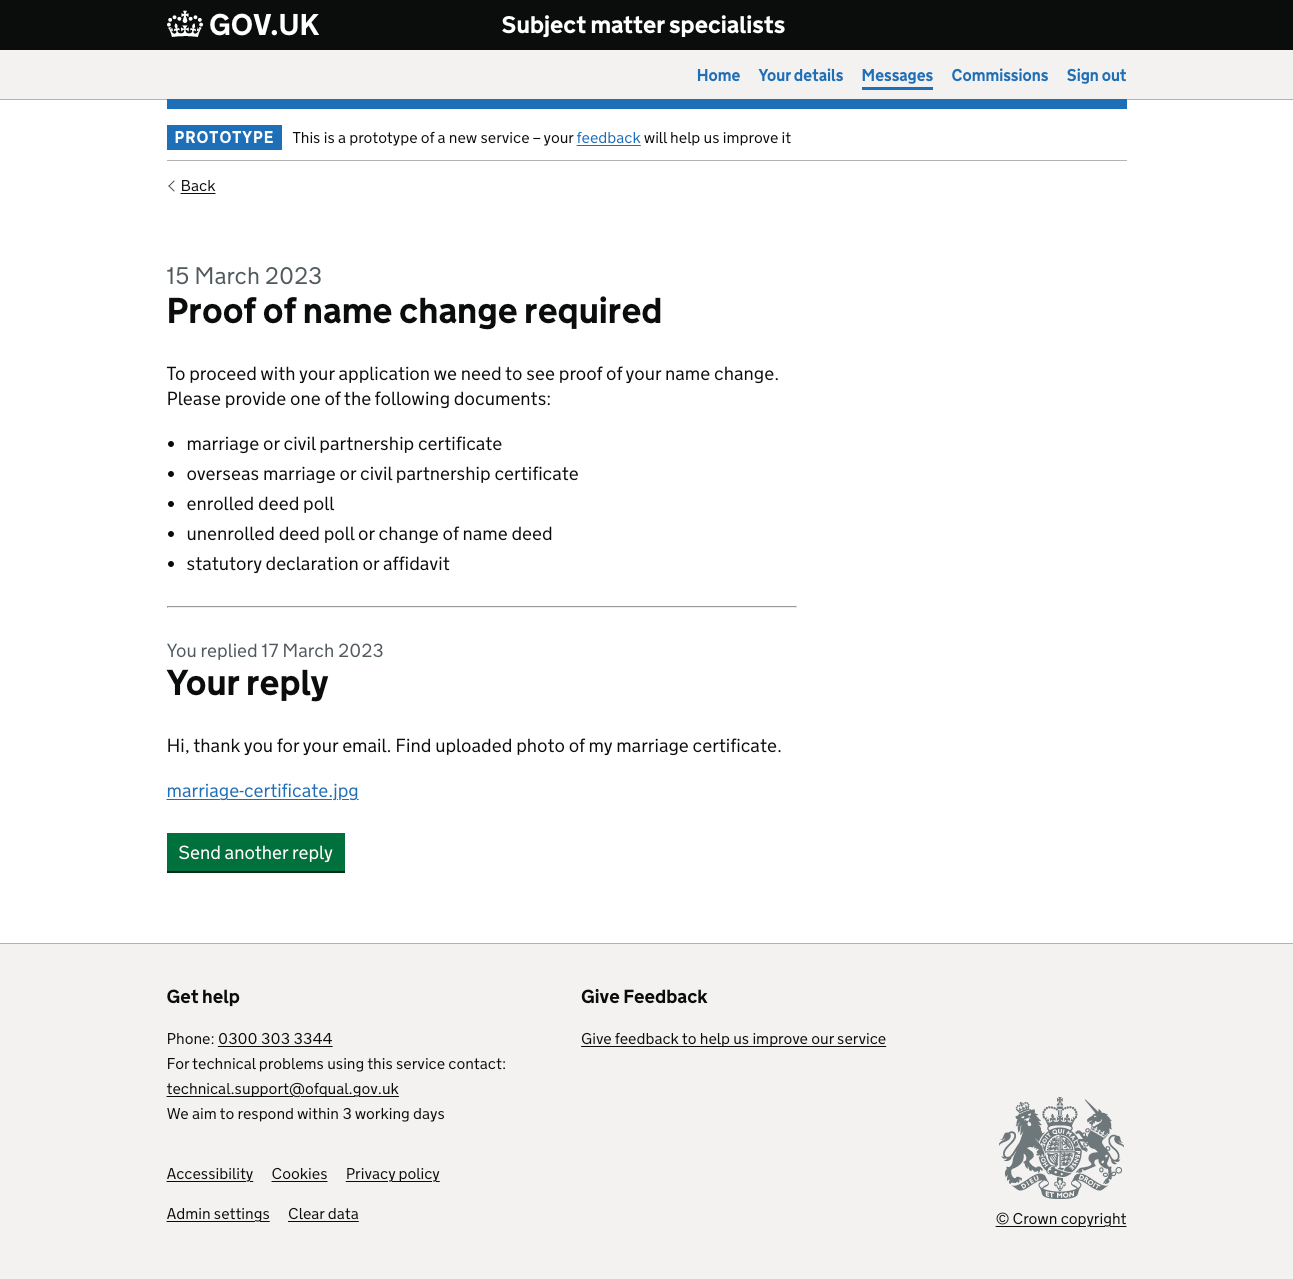 GOV.UK
Subject matter specialists
Home Your details Messages Commissions Sign out
PROTOTYPE This is a prototype of a new service – your feedback will help us improve it
Back
15 March 2023
Proof of name change required
To proceed with your application we need to see proof of your name change.
Please provide one of the following documents:
• marriage or civil partnership certificate
• overseas marriage or civil partnership certificate
• enrolled deed poll
• unenrolled deed poll or change of name deed
• statutory declaration or affidavit
You replied 17 March 2023
Your reply
Hi, thank you for your email. Find uploaded photo of my marriage certificate.
marriage-certificate.jpg
Send another reply
Get help
Phone: 0300 303 3344
For technical problems using this service contact:
technical.support@ofqual.gov.uk
We aim to respond within 3 working days
Give Feedback
Give feedback to help us improve our service
Accessibility Cookies Privacy policy
Admin settings Clear data
DIEU ET MON DROIT
© Crown copyright